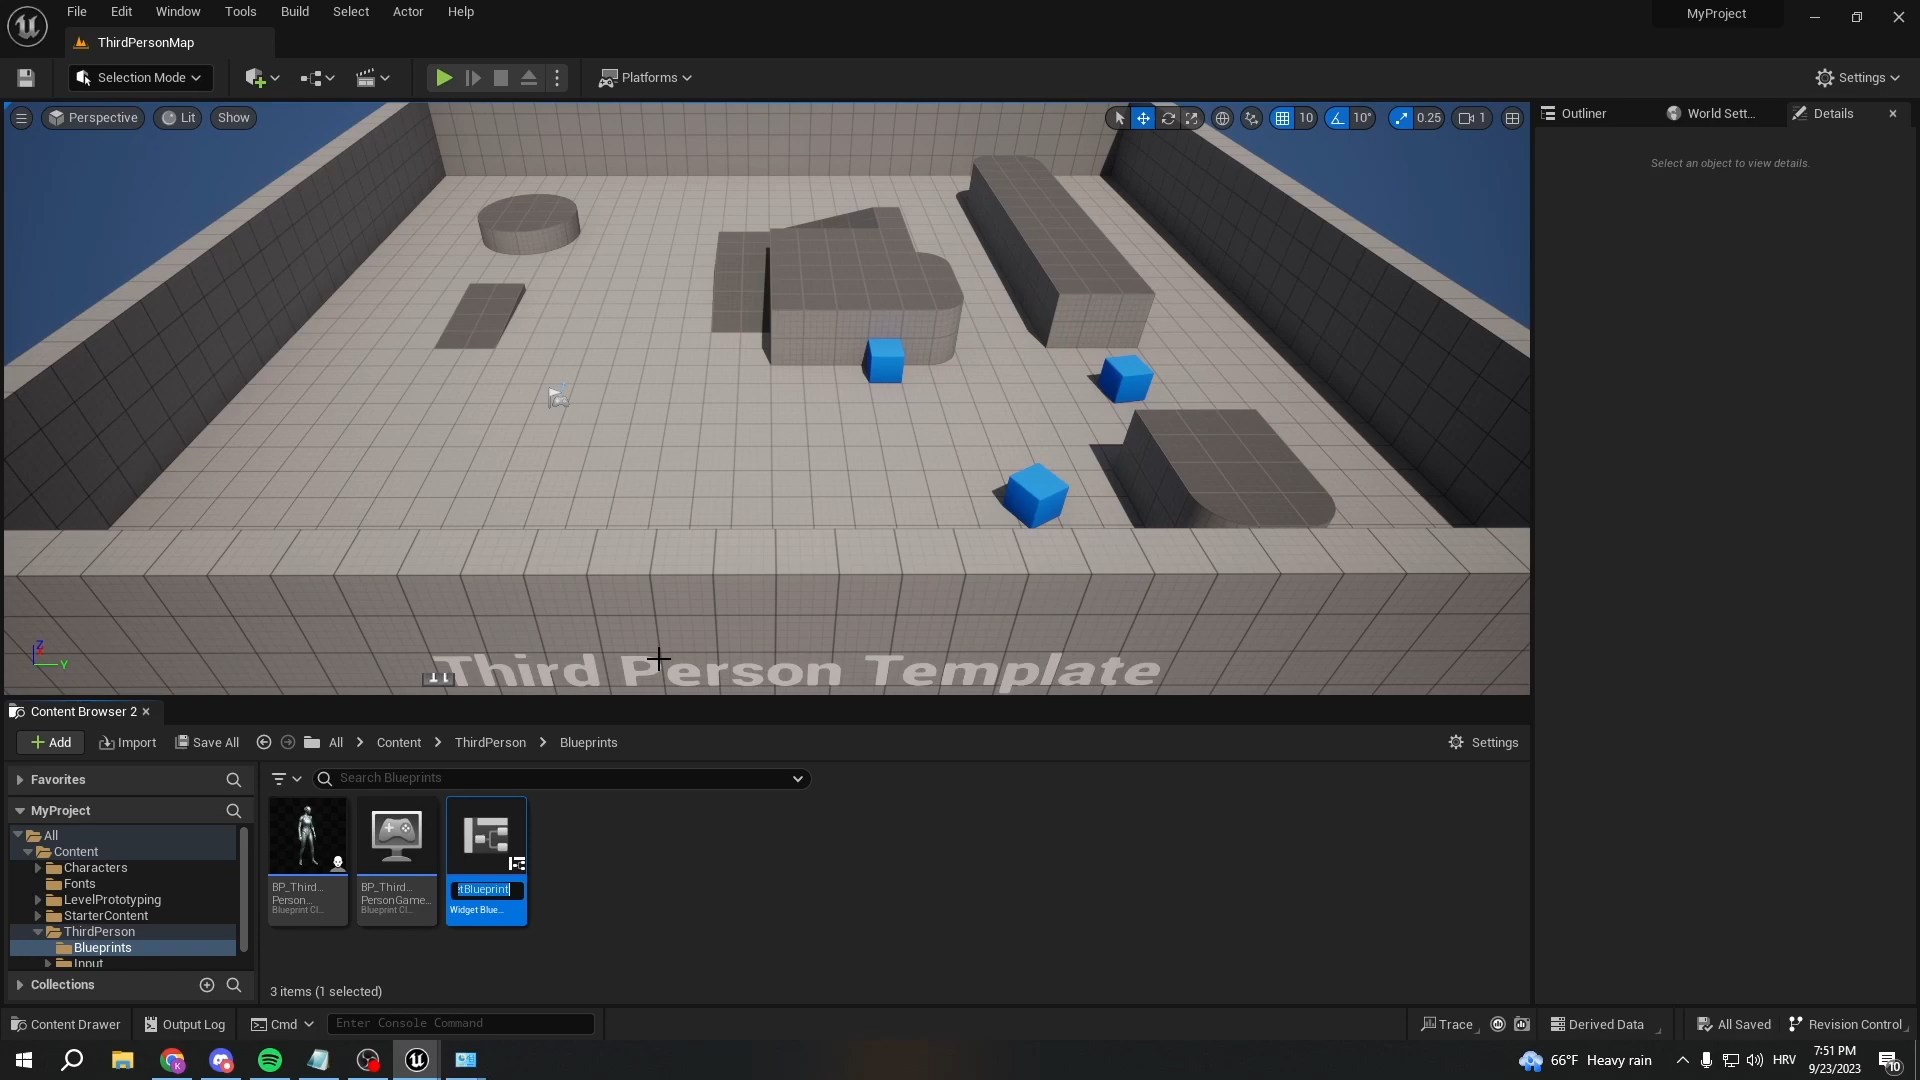 File Edit Window Tools Build Select Actor Help
MyProject
ThirdPersonMap
Selection Mode
Platforms
Settings
Perspective Lit Show
10 10° 0.25 1
Outliner World Sett... Details
Select an object to view details.
Third Person Template
Z
Y
Content Browser 2
Add Import Save All All Content ThirdPerson Blueprints Settings
Favorites
Search Blueprints
MyProject
All
Content
Characters
Fonts
LevelPrototyping
StarterContent
ThirdPerson
Blueprints
Input
Collections
BP_Third...
Person...
Blueprint Cl...
BP_Third...
PersonGame...
Blueprint Cl...
etBlueprint
Widget Blue...
3 items (1 selected)
Content Drawer Output Log Cmd Enter Console Command Trace Derived Data All Saved Revision Control
66°F Heavy rain HRV 7:51 PM
9/23/2023
10